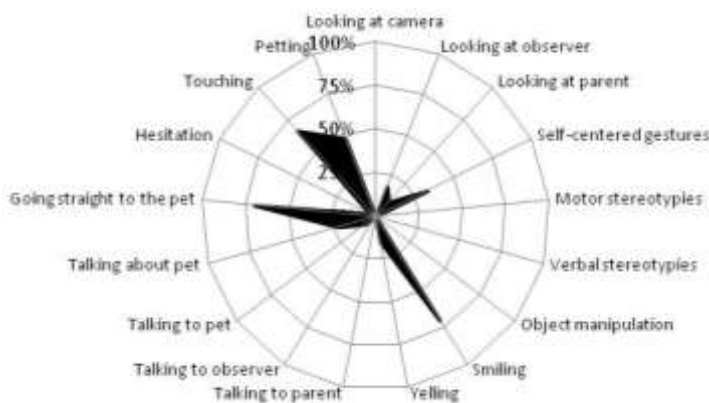 Looking at camera
100%
Petting
Looking at observer
75%
Touching
Looking at parent
50%
Hesitation
Self-centered gestures
Going straight to the pet
Motor stereotypies
Talking about pet
Verbal stereotypies
Talking to pet
Object manipulation
Talking to observer
Smiling
Talking to parent
Yelling